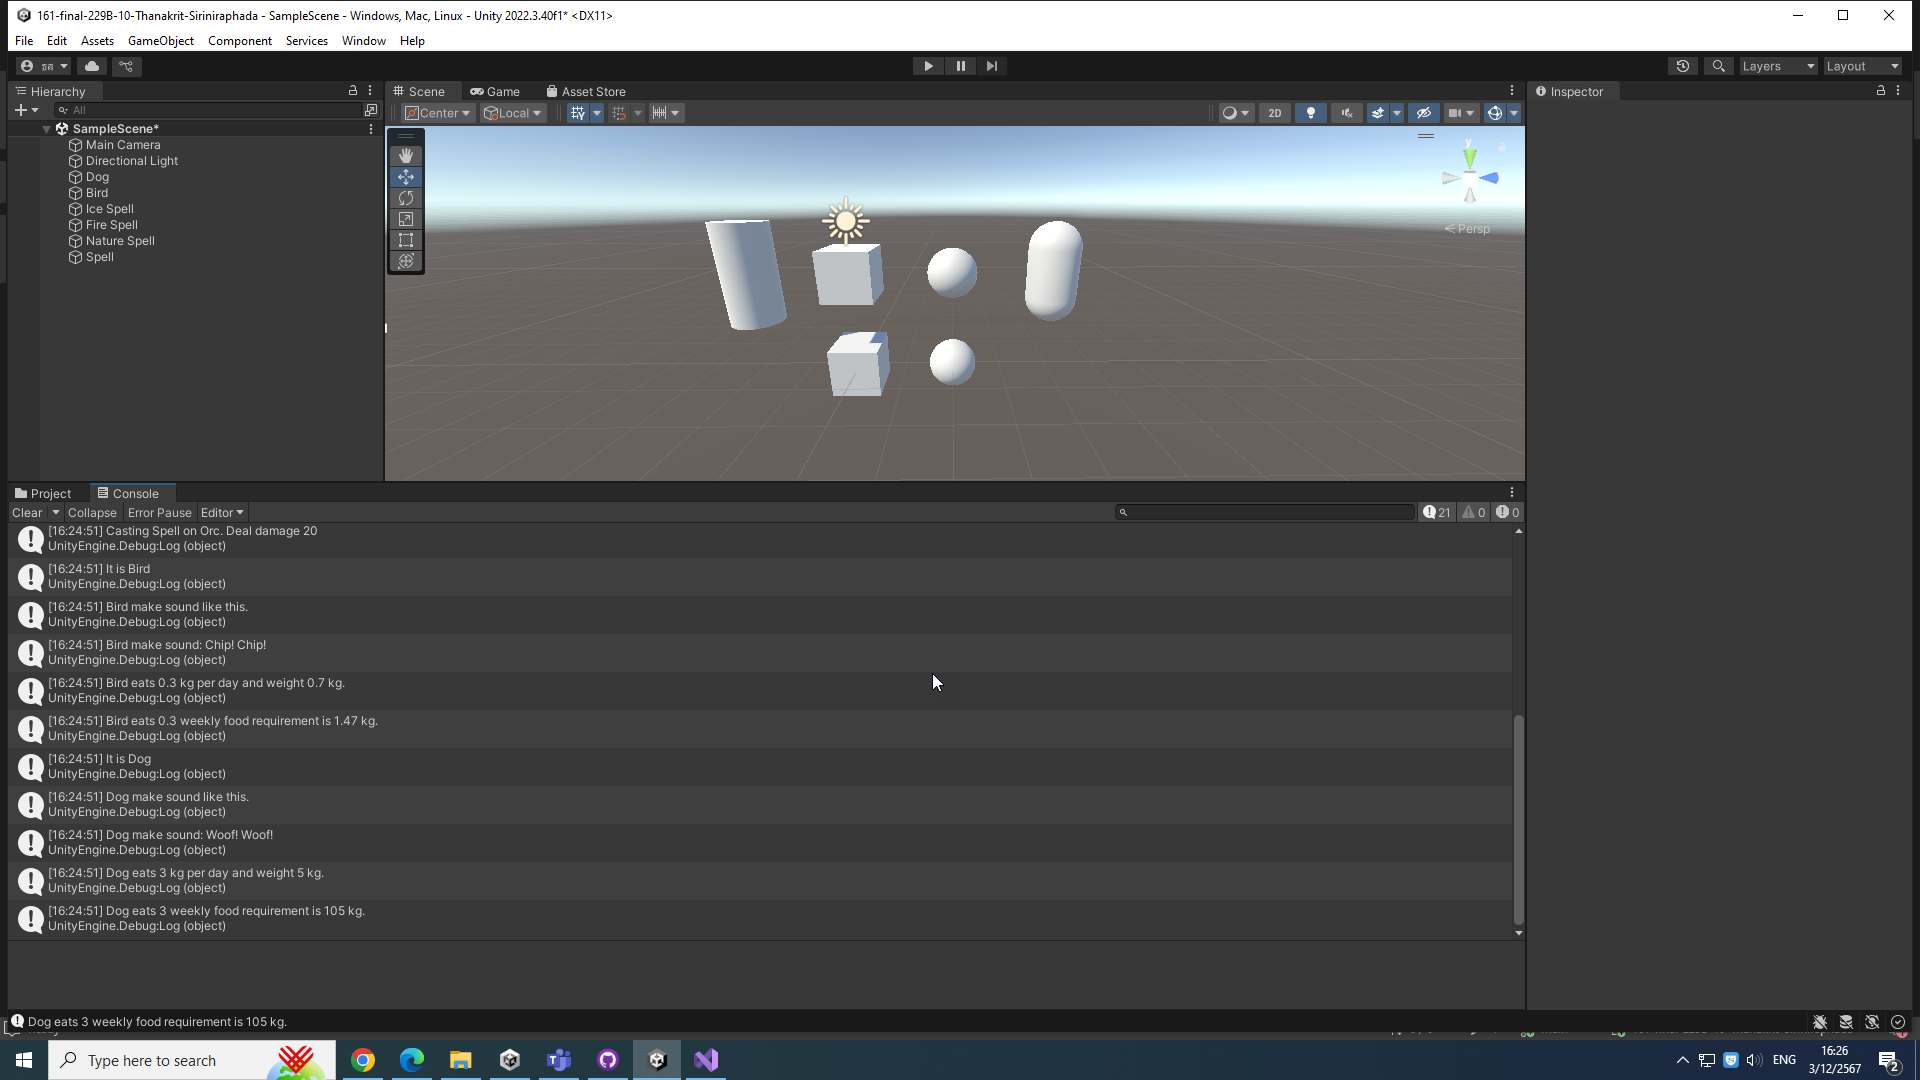 161-final-229B-10-Thanakrit-Siriniraphada - SampleScene - Windows, Mac, Linux - Unity 2022.3.40f1* <DX11>
File Edit Assets GameObject Component Services Window Help
ธต
Layers Layout
Hierarchy
All
SampleScene*
Main Camera
Directional Light
Dog
Bird
Ice Spell
Fire Spell
Nature Spell
Spell
Scene Game Asset Store
Center Local 2D
y
Persp
Inspector
Project Console
Clear Collapse Error Pause Editor 21 0 0
[16:24:51] Casting Spell on Orc. Deal damage 20
UnityEngine.Debug:Log (object)
[16:24:51] It is Bird
UnityEngine.Debug:Log (object)
[16:24:51] Bird make sound like this.
UnityEngine.Debug:Log (object)
[16:24:51] Bird make sound: Chip! Chip!
UnityEngine.Debug:Log (object)
[16:24:51] Bird eats 0.3 kg per day and weight 0.7 kg.
UnityEngine.Debug:Log (object)
[16:24:51] Bird eats 0.3 weekly food requirement is 1.47 kg.
UnityEngine.Debug:Log (object)
[16:24:51] It is Dog
UnityEngine.Debug:Log (object)
[16:24:51] Dog make sound like this.
UnityEngine.Debug:Log (object)
[16:24:51] Dog make sound: Woof! Woof!
UnityEngine.Debug:Log (object)
[16:24:51] Dog eats 3 kg per day and weight 5 kg.
UnityEngine.Debug:Log (object)
[16:24:51] Dog eats 3 weekly food requirement is 105 kg.
UnityEngine.Debug:Log (object)
Dog eats 3 weekly food requirement is 105 kg.
Type here to search
ENG
16:26
3/12/2567
2